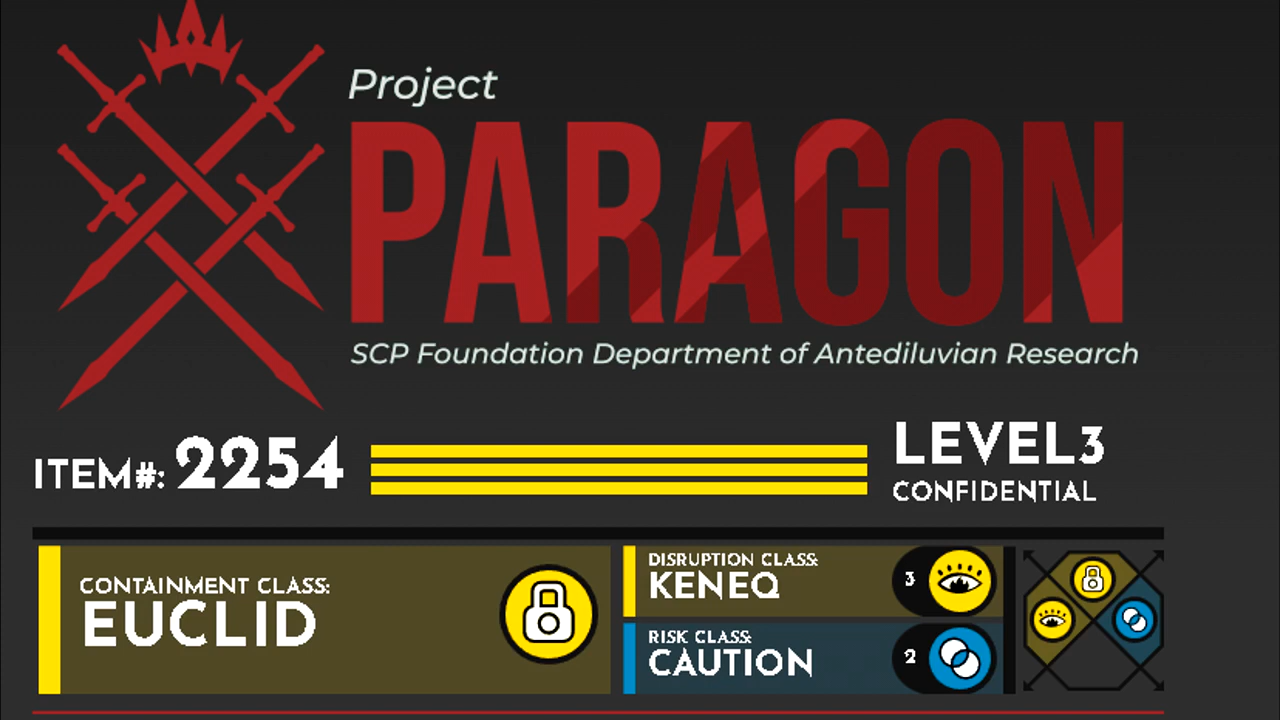 Project
PARAGON
SCP Foundation Department of Antediluvian Research
ITEM#: 2254
LEVEL3
CONFIDENTIAL
CONTAINMENT CLASS:
EUCLID
DISRUPTION CLASS:
KENEQ
3
RISK CLASS:
CAUTION
2